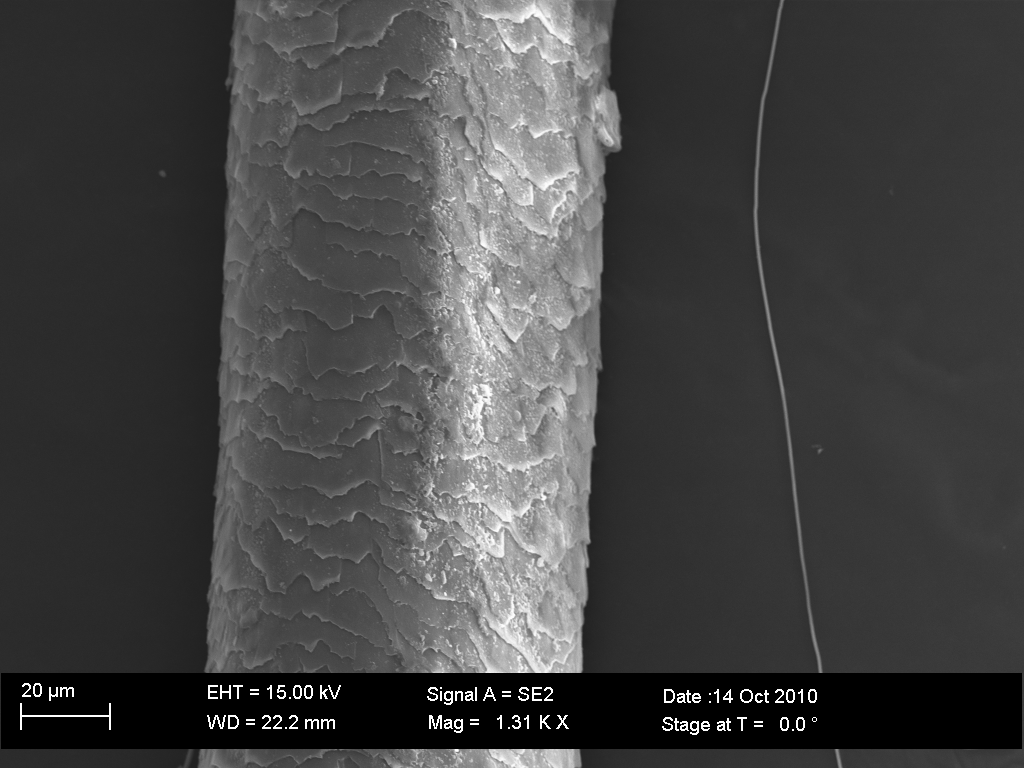 20 µm
EHT = 15.00 kV
Signal A = SE2
Date :14 Oct 2010
WD = 22.2 mm
Mag = 1.31 K X
Stage at T = 0.0 °